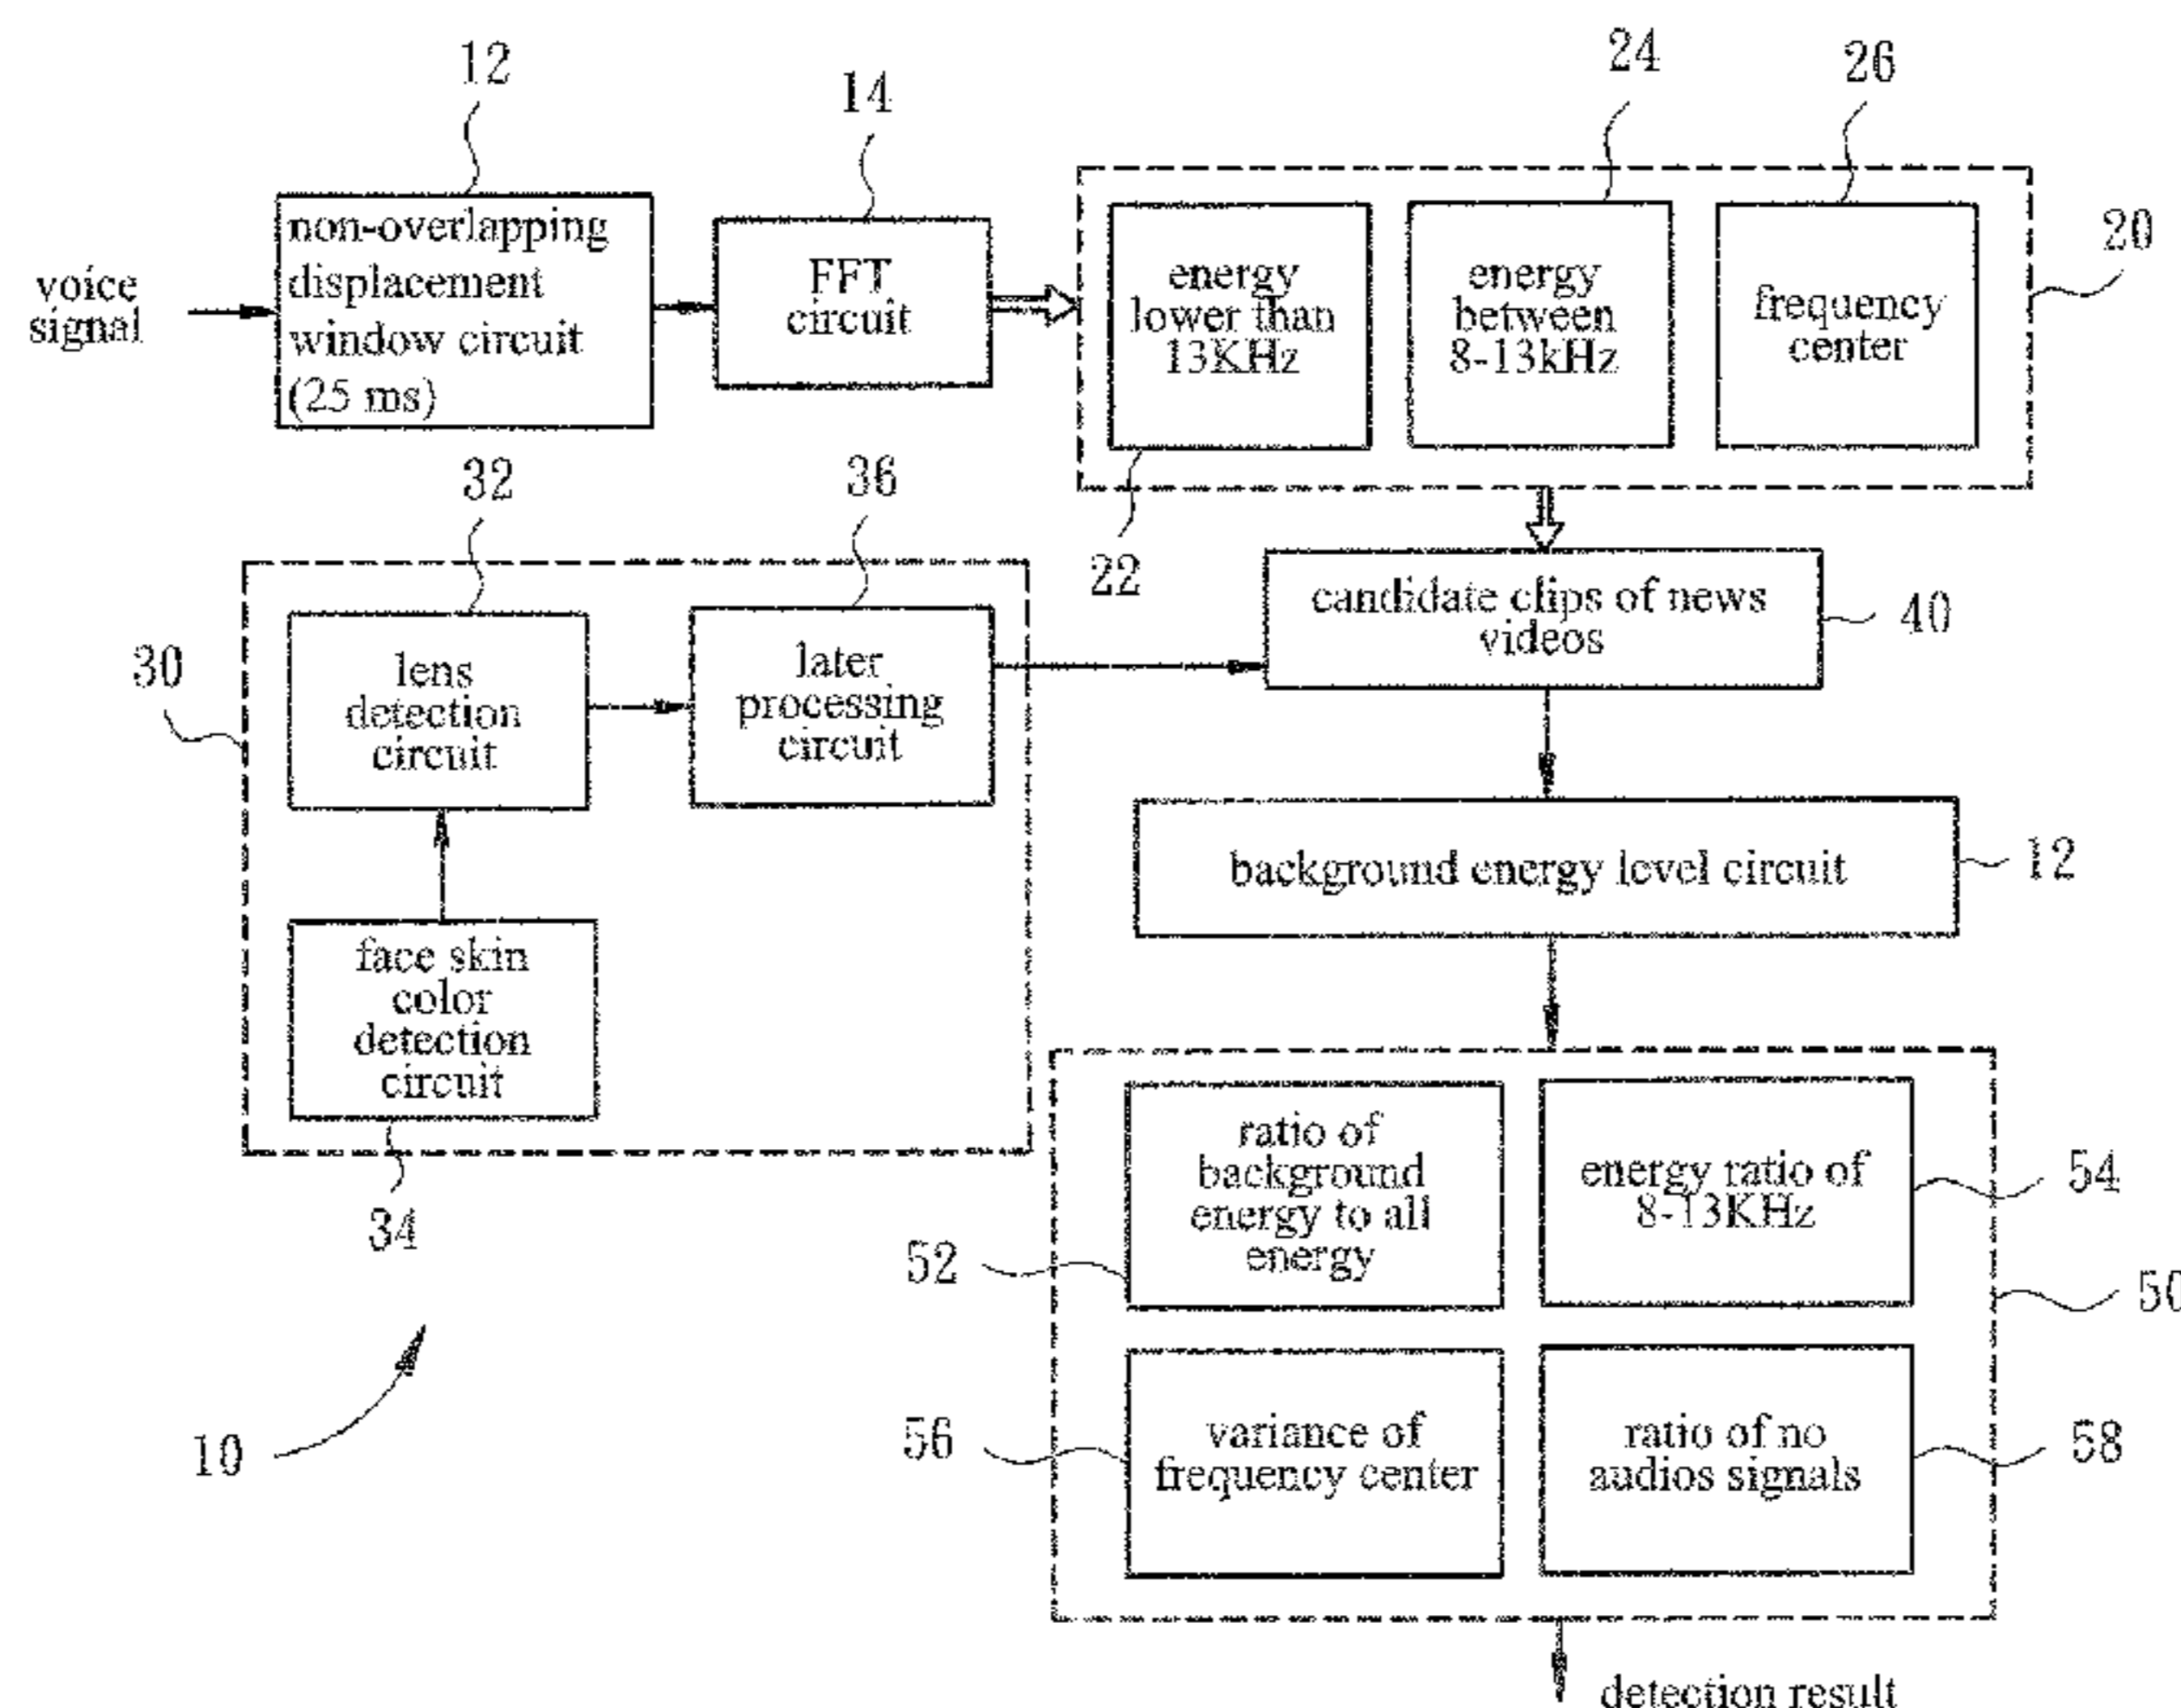 12
14
24
26
voice
signal
non-overlapping
displacement
window circuit
(25 ms)
FFT
circuit
energy
lower than
13KHz
energy
between
8-13kHz
frequency
center
20
22
32
36
30
lens
detection
circuit
later
processing
circuit
candidate clips of news
videos
40
background energy level circuit
12
face skin
color
detection
circuit
34
ratio of
background
energy to all
energy
energy ratio of
8-13KHz
52
54
50
variance of
frequency center
ratio of no
audios signals
56
58
10
detection result